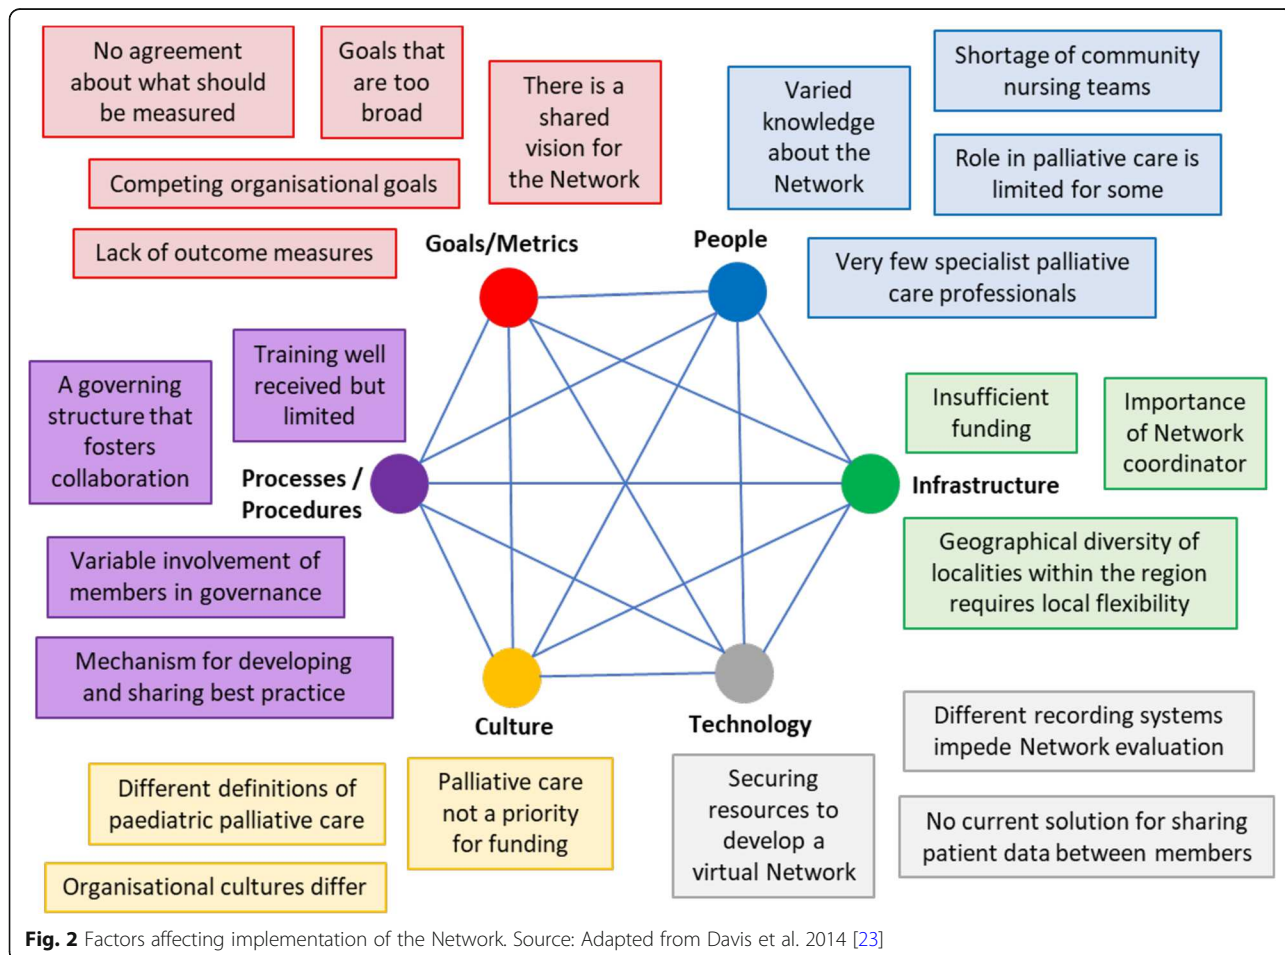 No agreement
about what should
be measured
Goals that
are too
broad
There is a
shared
vision for
the Network
Competing organisational goals
Lack of outcome measures
Goals/Metrics
Varied
knowledge
about the
Network
Shortage of community
nursing teams
Role in palliative care is
limited for some
Very few specialist palliative
care professionals
People
A governing
structure that
fosters
collaboration
Training well
received but
limited
Processes /
Procedures
Variable involvement of
members in governance
Mechanism for developing
and sharing best practice
Insufficient
funding
Importance
of Network
coordinator
Infrastructure
Geographical diversity of
localities within the region
requires local flexibility
Culture
Different definitions of
paediatric palliative care
Palliative care
not a priority
for funding
Organisational cultures differ
Technology
Securing
resources to
develop a
virtual Network
Different recording systems
impede Network evaluation
No current solution for sharing
patient data between members
Fig. 2 Factors affecting implementation of the Network. Source: Adapted from Davis et al. 2014 [23]